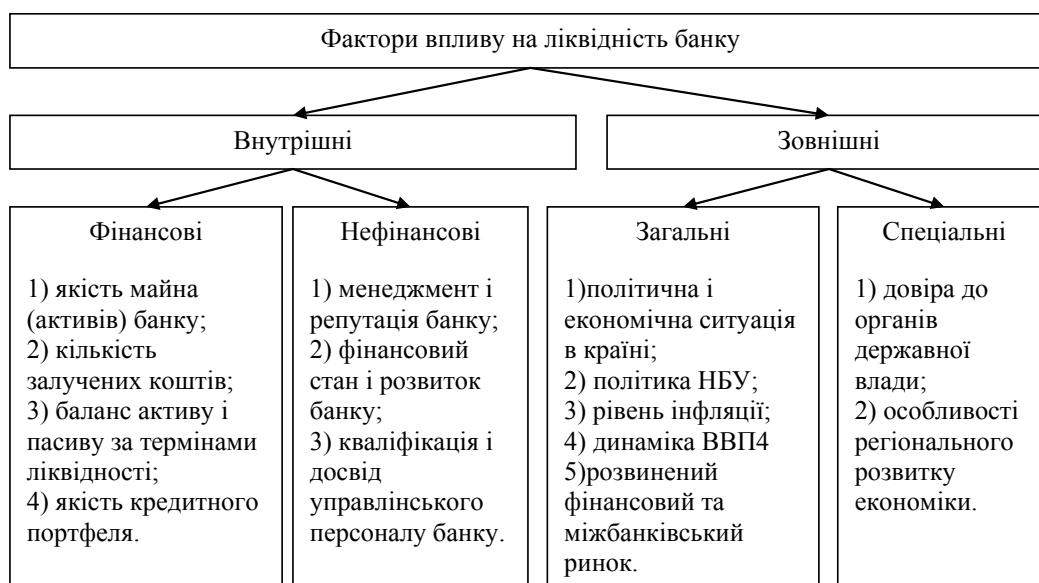 Фактори впливу на ліквідність банку
Внутрішні
Зовнішні
Фінансові
1) якість майна
(активів) банку;
2) кількість
залучених коштів;
3) баланс активу і
пасиву за термінами
ліквідності;
4) якість кредитного
портфеля.
Нефінансові
1) менеджмент і
репутація банку;
2) фінансовий
стан і розвиток
банку;
3) кваліфікація і
досвід
управлінського
персоналу банку.
Загальні
1)політична і
економічна ситуація
в країні;
2) політика НБУ;
3) рівень інфляції;
4) динаміка ВВП4
5)розвинений
фінансовий та
міжбанківський
ринок.
Спеціальні
1) довіра до
органів
державної
влади;
2) особливості
регіонального
розвитку
економіки.